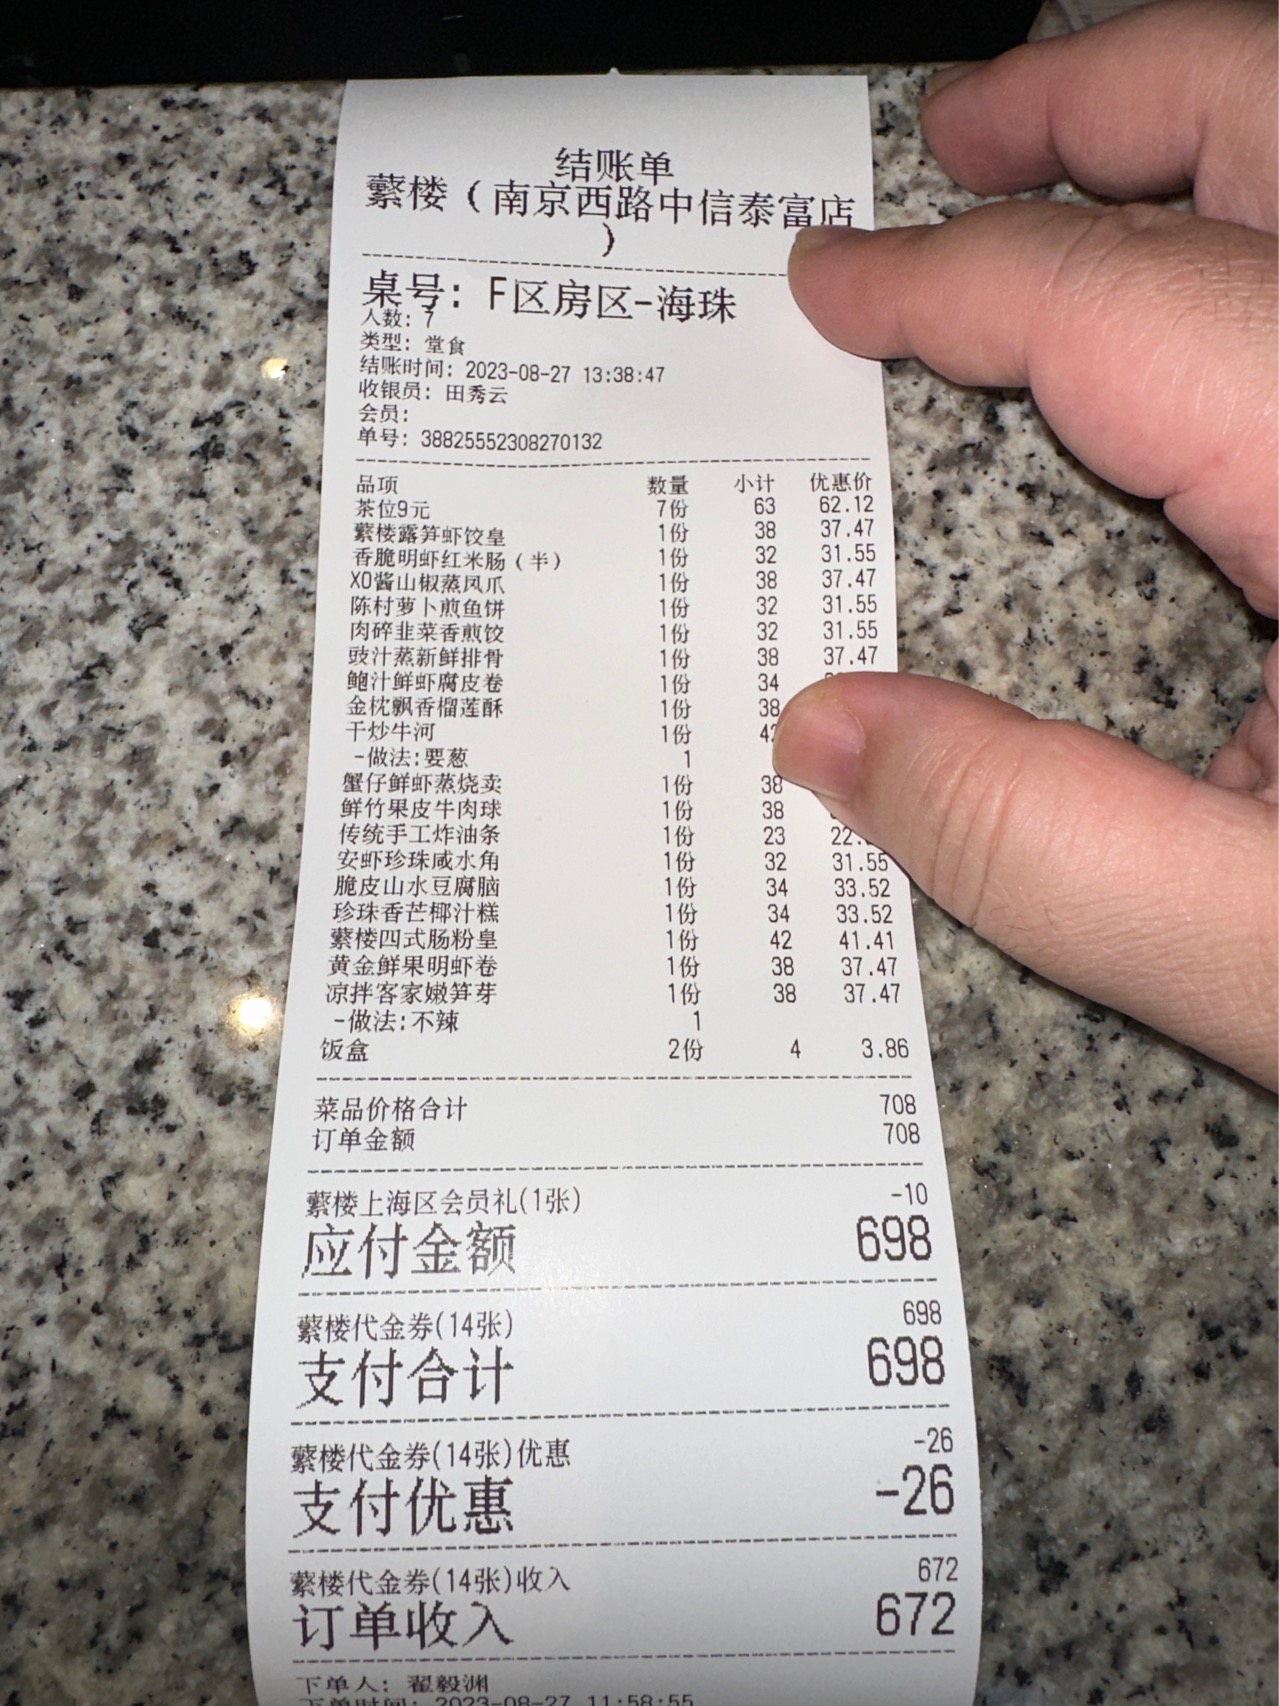 结账单
蘩楼（南京西路中信泰富店
）
桌号：F区房区-海珠
人数：7
类型：堂食
结账时间：2023-08-27 13:38:47
收银员：田秀云
会员：
单号：38825552308270132
品项 数量 小计 优惠价
茶位9元 7份 63 62.12
蘩楼露笋虾饺皇 1份 38 37.47
香脆明虾红米肠（半） 1份 32 31.55
XO酱山椒蒸凤爪 1份 38 37.47
陈村萝卜煎鱼饼 1份 32 31.55
肉碎韭菜香煎饺 1份 32 31.55
豉汁蒸新鲜排骨 1份 38 37.47
鲍汁鲜虾腐皮卷 1份 34
金枕飘香榴莲酥 1份 38
干炒牛河 1份
-做法:要葱 1
蟹仔鲜虾蒸烧卖 1份 38
鲜竹果皮牛肉球 1份 38
传统手工炸油条 1份 23
安虾珍珠咸水角 1份 32 31.55
脆皮山水豆腐脑 1份 34 33.52
珍珠香芒椰汁糕 1份 34 33.52
蘩楼四式肠粉皇 1份 42 41.41
黄金鲜果明虾卷 1份 38 37.47
凉拌客家嫩笋芽 1份 38 37.47
-做法:不辣 1
饭盒 2份 4 3.86
菜品价格合计 708
订单金额 708
蘩楼上海区会员礼(1张) -10
应付金额 698
蘩楼代金券(14张) 698
支付合计 698
蘩楼代金券(14张)优惠 -26
支付优惠 -26
蘩楼代金券(14张)收入 672
订单收入 672
下单人：翟毅渊
下单时间：2023-08-27 11:58:55